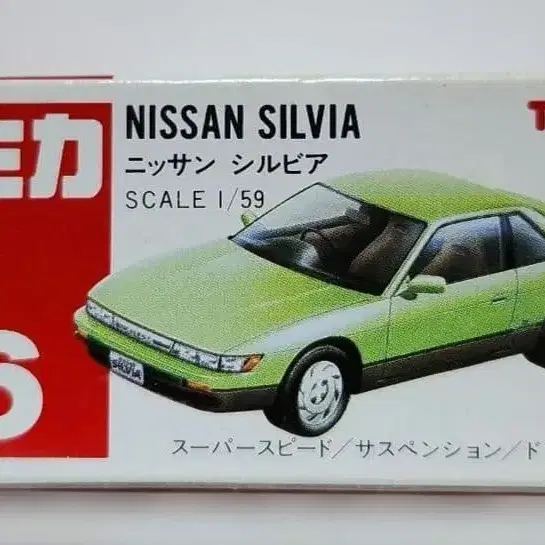 ミカ
6
NISSAN SILVIA
ニッサン シルビア
SCALE 1/59
T
SILVIA
スーパースピード/サスペンション/ド